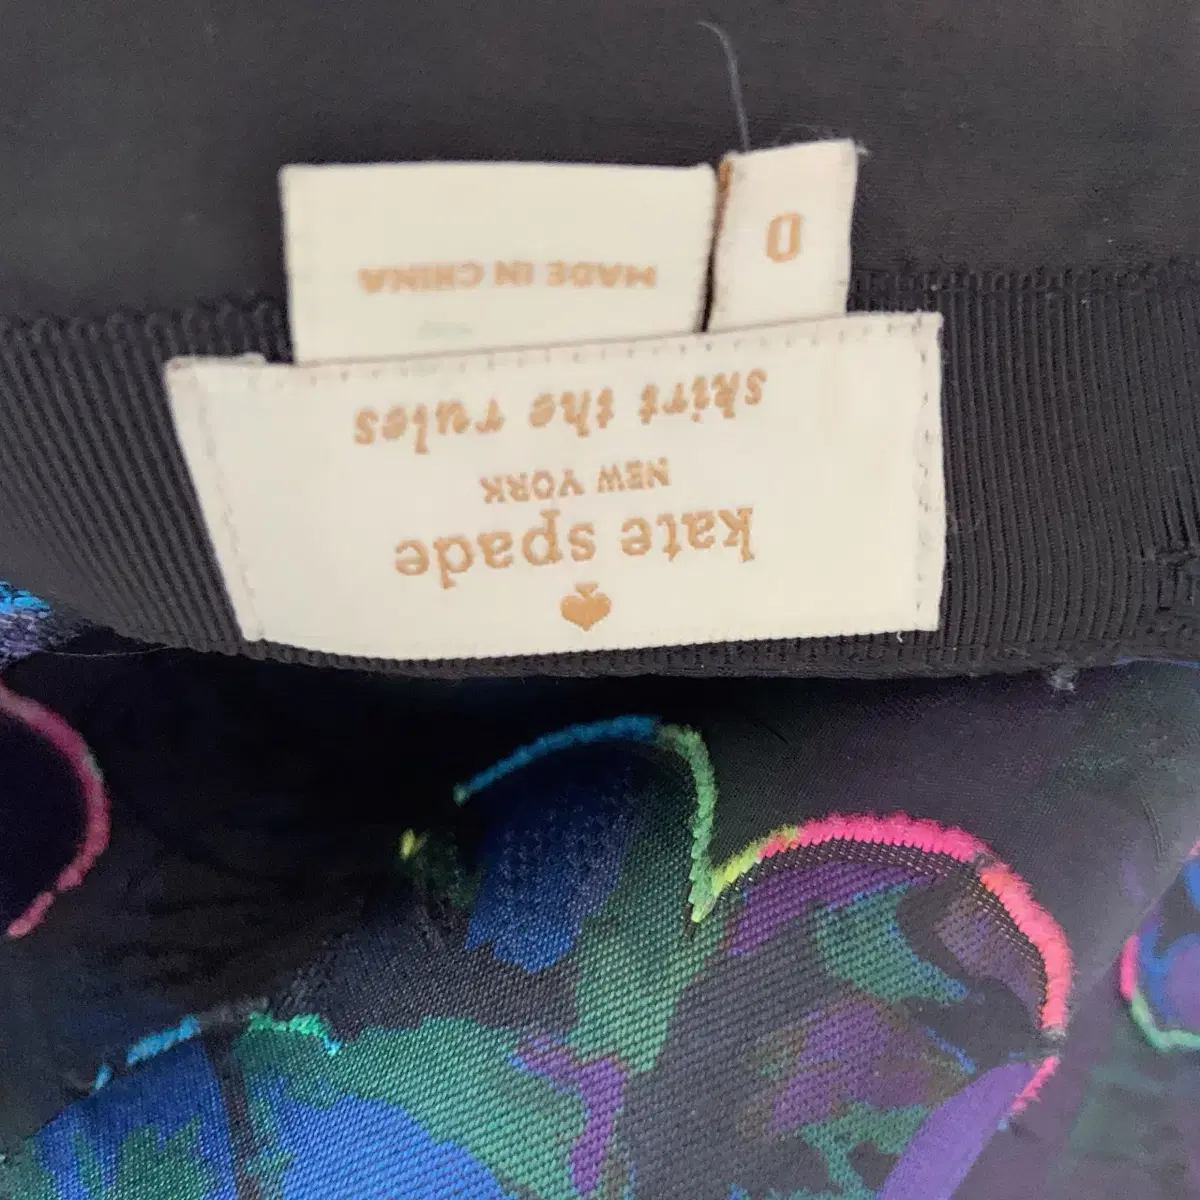 kate spade
NEW YORK
skirt the rules
0
MADE IN CHINA